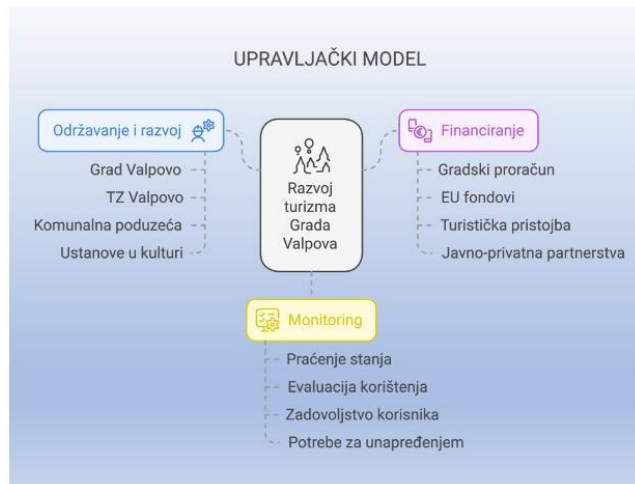 UPRAVLJAČKI MODEL
Održavanje i razvoj
Grad Valpovo
TZ Valpovo
Komunalna poduzeća
Ustanove u kulturi
Razvoj
turizma
Grada
Valpova
Financiranje
Gradski proračun
EU fondovi
Turistička pristojba
Javno-privatna partnerstva
Monitoring
Praćenje stanja
Evaluacija korištenja
Zadovoljstvo korisnika
Potrebe za unapređenjem